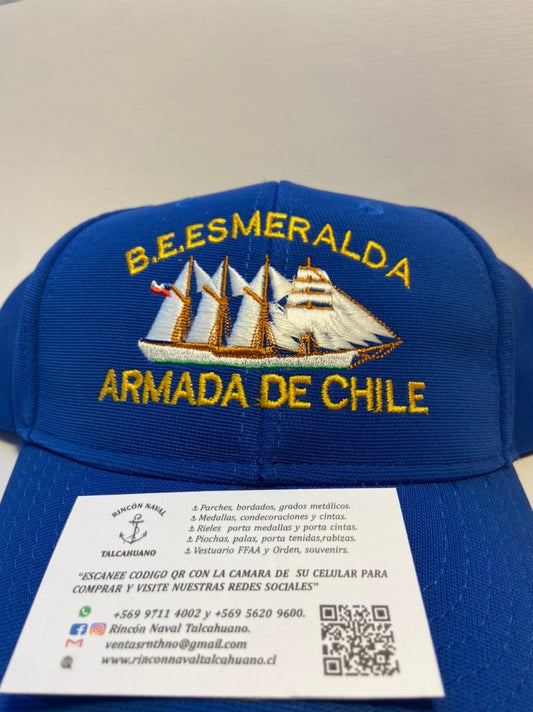 B.E.ESMERALDA
ARMADA DE CHILE
RINCÓN NAVAL
TALCAHUANO
⚓ Parches, bordados, grados metálicos.
⚓ Medallas, condecoraciones y cintas.
⚓ Rieles porta medallas y porta cintas.
⚓ Piochas, palas, porta tenidas,rabizas.
⚓ Vestuario FFAA y Orden, souvenirs.
"ESCANEE CODIGO QR CON LA CAMARA DE SU CELULAR PARA
COMPRAR Y VISITE NUESTRAS REDES SOCIALES"
+569 9711 4002 y +569 5620 9600.
Rincón Naval Talcahuano.
ventasrnthno@gmail.com
www.rinconnavaltalcahuano.cl